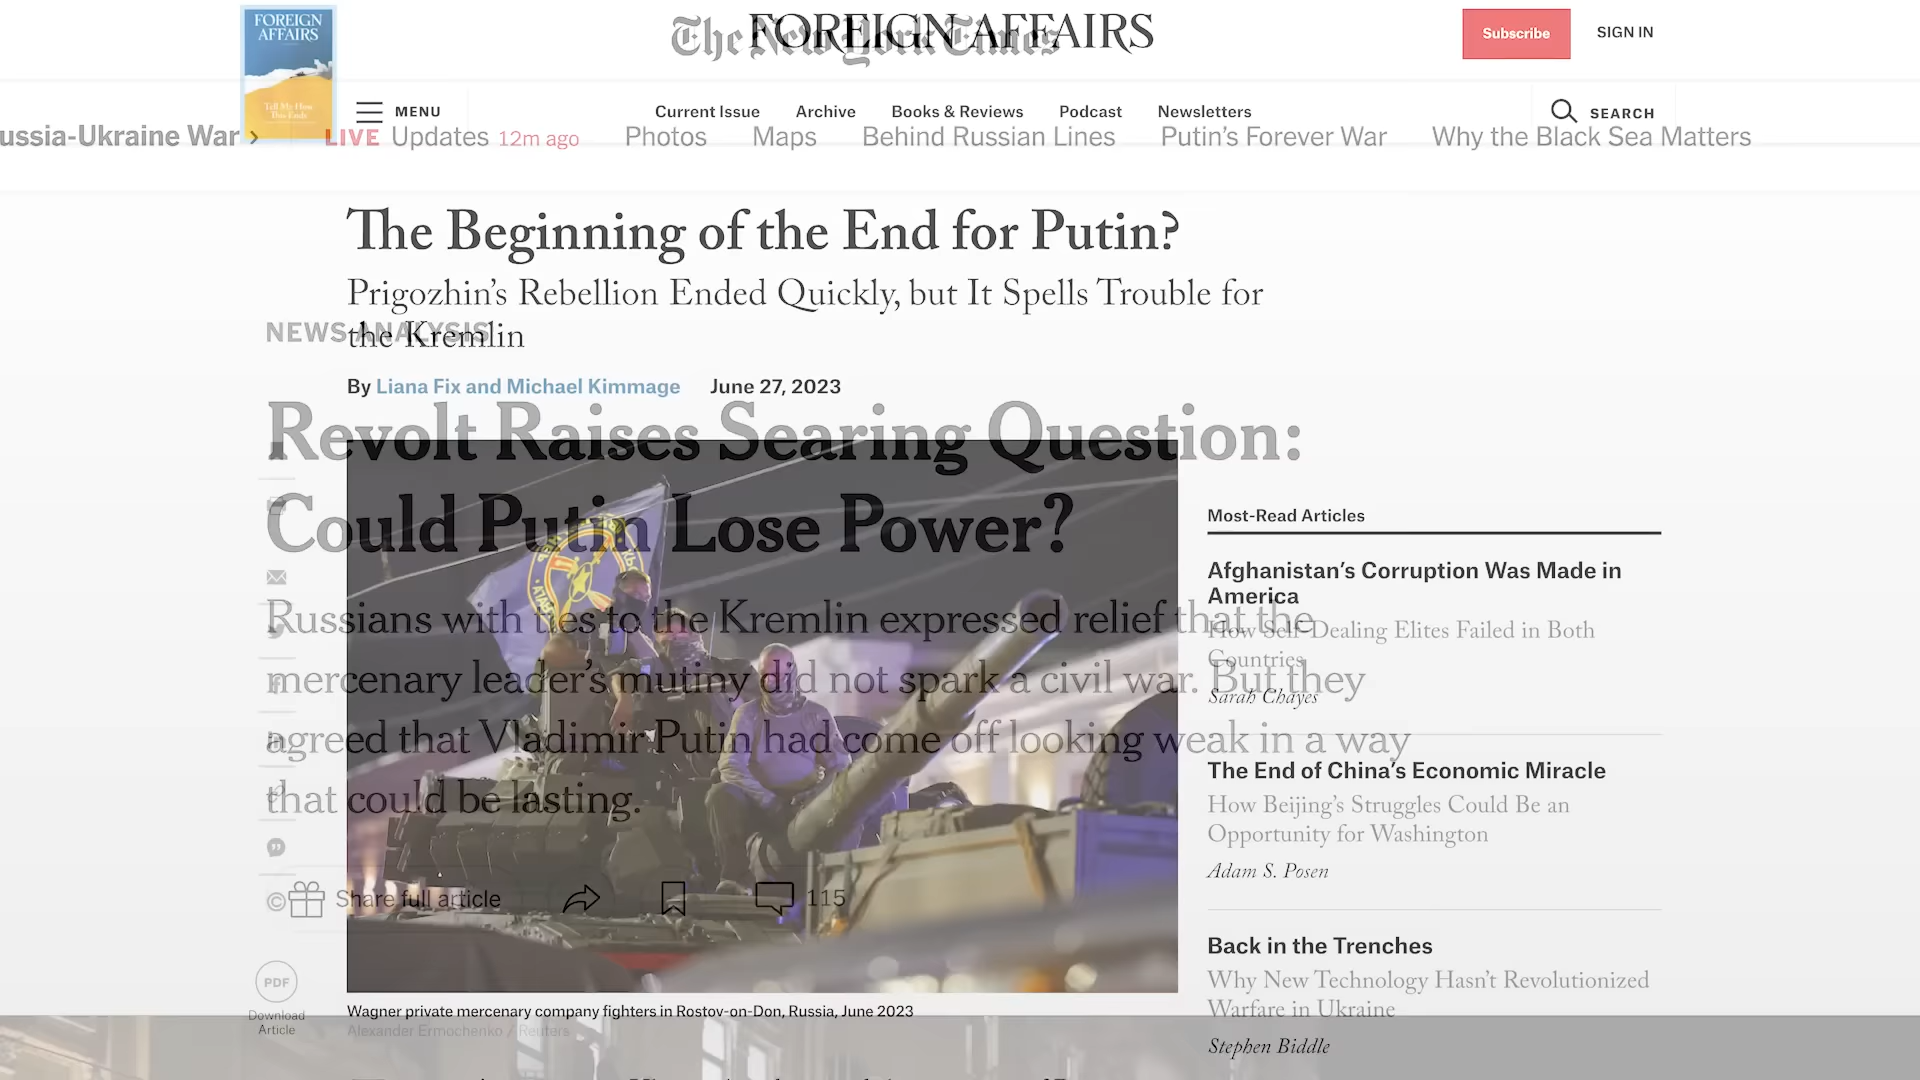 FOREIGN AFFAIRS
Tell Me How
This Ends
The New York Times
FOREIGN AFFAIRS
Subscribe
SIGN IN
MENU
Current Issue
Archive
Books & Reviews
Podcast
Newsletters
SEARCH
ussia-Ukraine War
LIVE Updates 12m ago
Photos
Maps
Behind Russian Lines
Putin's Forever War
Why the Black Sea Matters
The Beginning of the End for Putin?
Prigozhin's Rebellion Ended Quickly, but It Spells Trouble for
the Kremlin
NEWS ANALYSIS
By Liana Fix and Michael Kimmage
June 27, 2023
Revolt Raises Searing Question:
Could Putin Lose Power?
Russians with ties to the Kremlin expressed relief that the
mercenary leader's mutiny did not spark a civil war. But they
agreed that Vladimir Putin had come off looking weak in a way
that could be lasting.
Share full article
115
PDF
Download
Article
Wagner private mercenary company fighters in Rostov-on-Don, Russia, June 2023
Alexander Ermochenko / Reuters
Most-Read Articles
Afghanistan's Corruption Was Made in
America
How Self-Dealing Elites Failed in Both
Countries
Sarah Chayes
The End of China's Economic Miracle
How Beijing's Struggles Could Be an
Opportunity for Washington
Adam S. Posen
Back in the Trenches
Why New Technology Hasn't Revolutionized
Warfare in Ukraine
Stephen Biddle